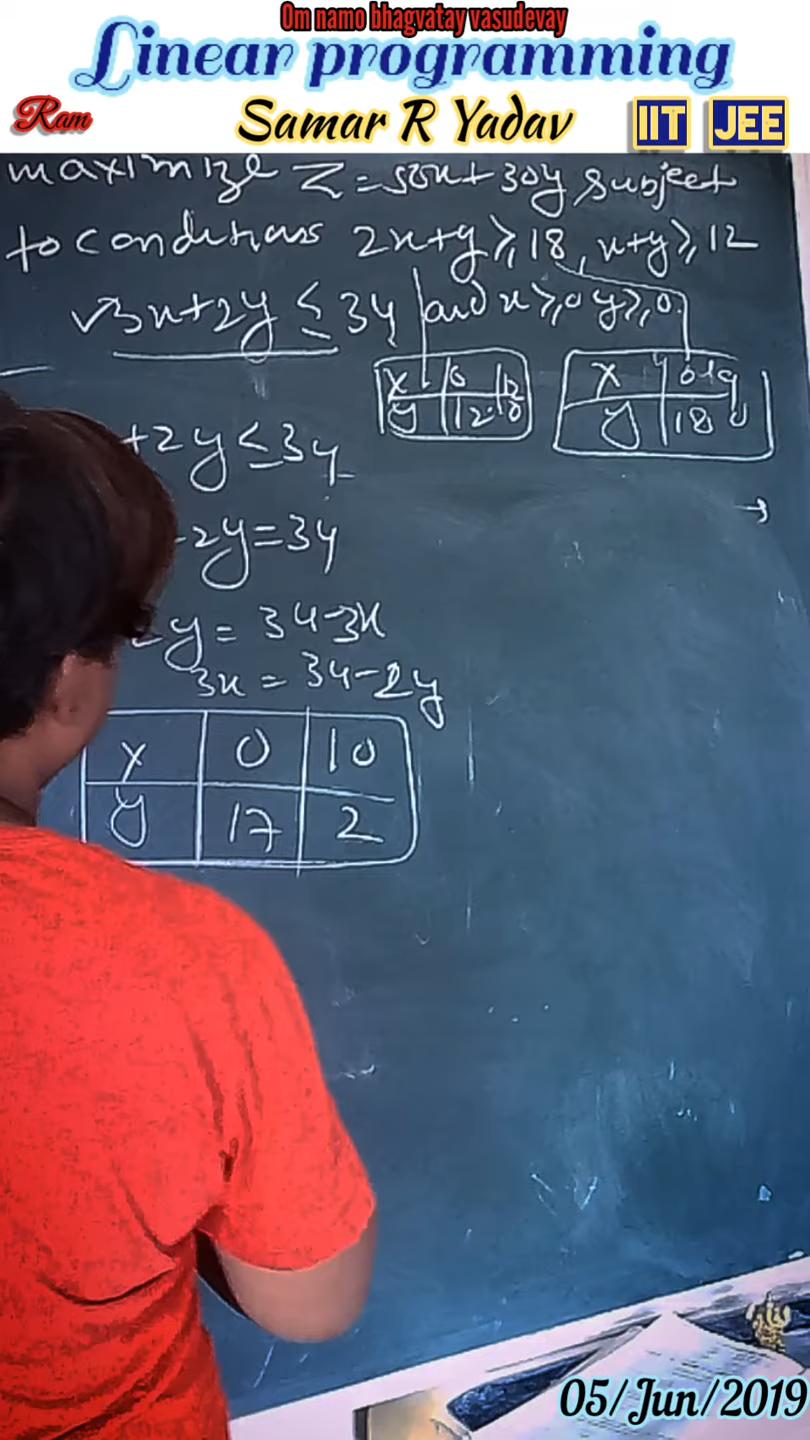 Om namo bhagvatay vasudevay
Linear programming
Ram
Samar R Yadav
IIT JEE
maximize Z = 50x + 30y subject
to conditions 2x+y ≥ 18, x+y ≥ 12
✓3x+2y ≤ 34 and x ≥ 0 y ≥ 0
x 0 12
y 12 0
x 0 9
y 18 0
+2y ≤ 34
-2y = 34
y = 34-3x
3x = 34-2y
x 0 10
y 17 2
05/Jun/2019